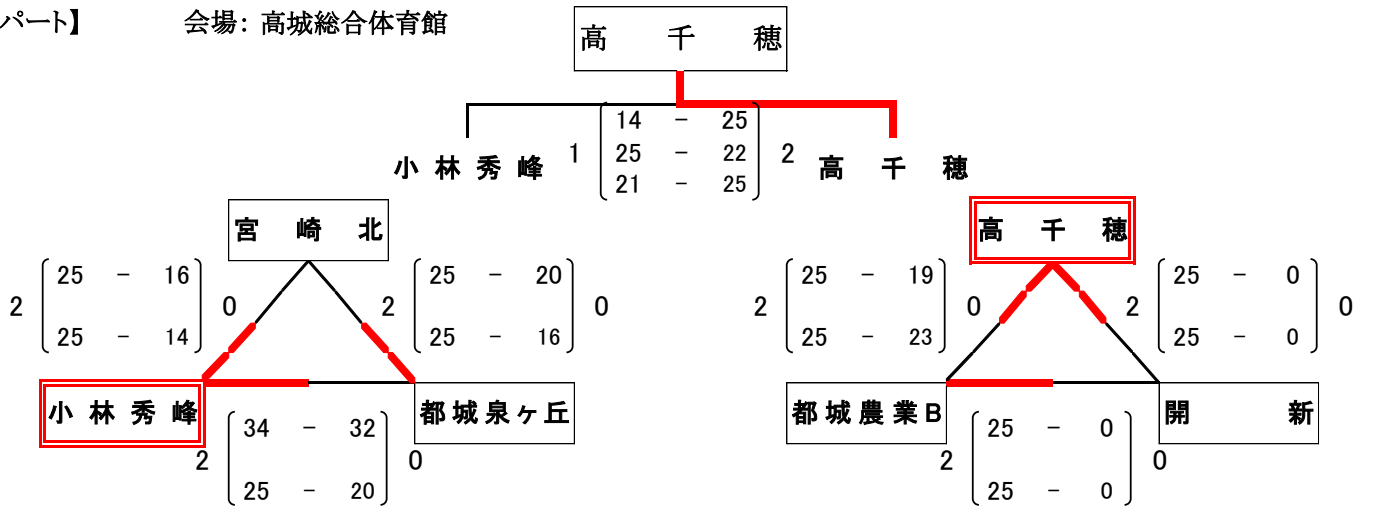 パート】 会場: 高城総合体育館
高 千 穂
14 - 25
小林秀峰 1 25 - 22 2 高千穂
21 - 25
宮崎北 高千穂
25 - 16 25 - 20 25 - 19 25 - 0
2 0 2 0 2 0 2 0
25 - 14 25 - 16 25 - 23 25 - 0
小林秀峰 都城泉ヶ丘 都城農業B 開新
34 - 32 25 - 0
2 0 2 0
25 - 20 25 - 0